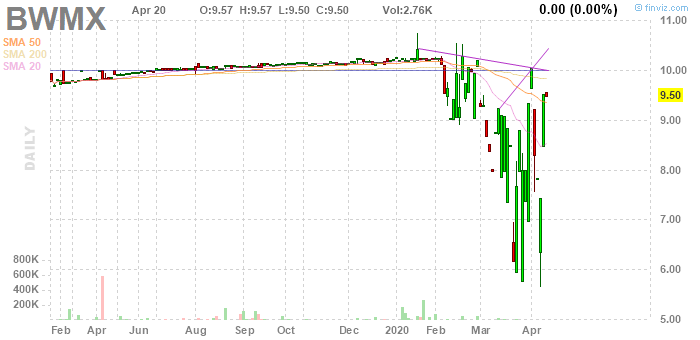 BWMX Apr 20 O:9.57 H:9.57 L:9.50 C:9.50 Vol:2.76K 0.00 (0.00%)
© finviz.com
SMA 50
SMA 200
SMA 20
DAILY
11.00
10.00
9.50
9.00
8.00
7.00
6.00
5.00
800K
600K
400K
200K
Feb Apr Jun Aug Sep Oct Dec 2020 Feb Mar Apr